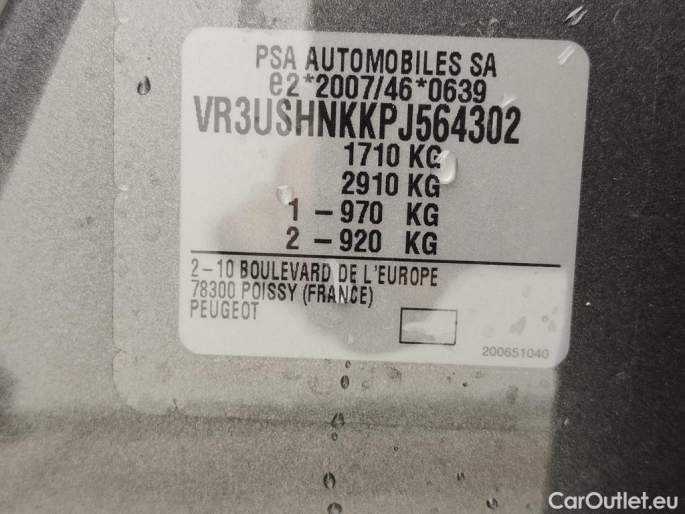 PSA AUTOMOBILES SA
e2*2007/46*0639
VR3USHNKKPJ564302
1710 KG
2910 KG
1 – 970 KG
2 – 920 KG
2–10 BOULEVARD DE L'EUROPE
78300 POISSY (FRANCE)
PEUGEOT
200651040
CarOutlet.eu